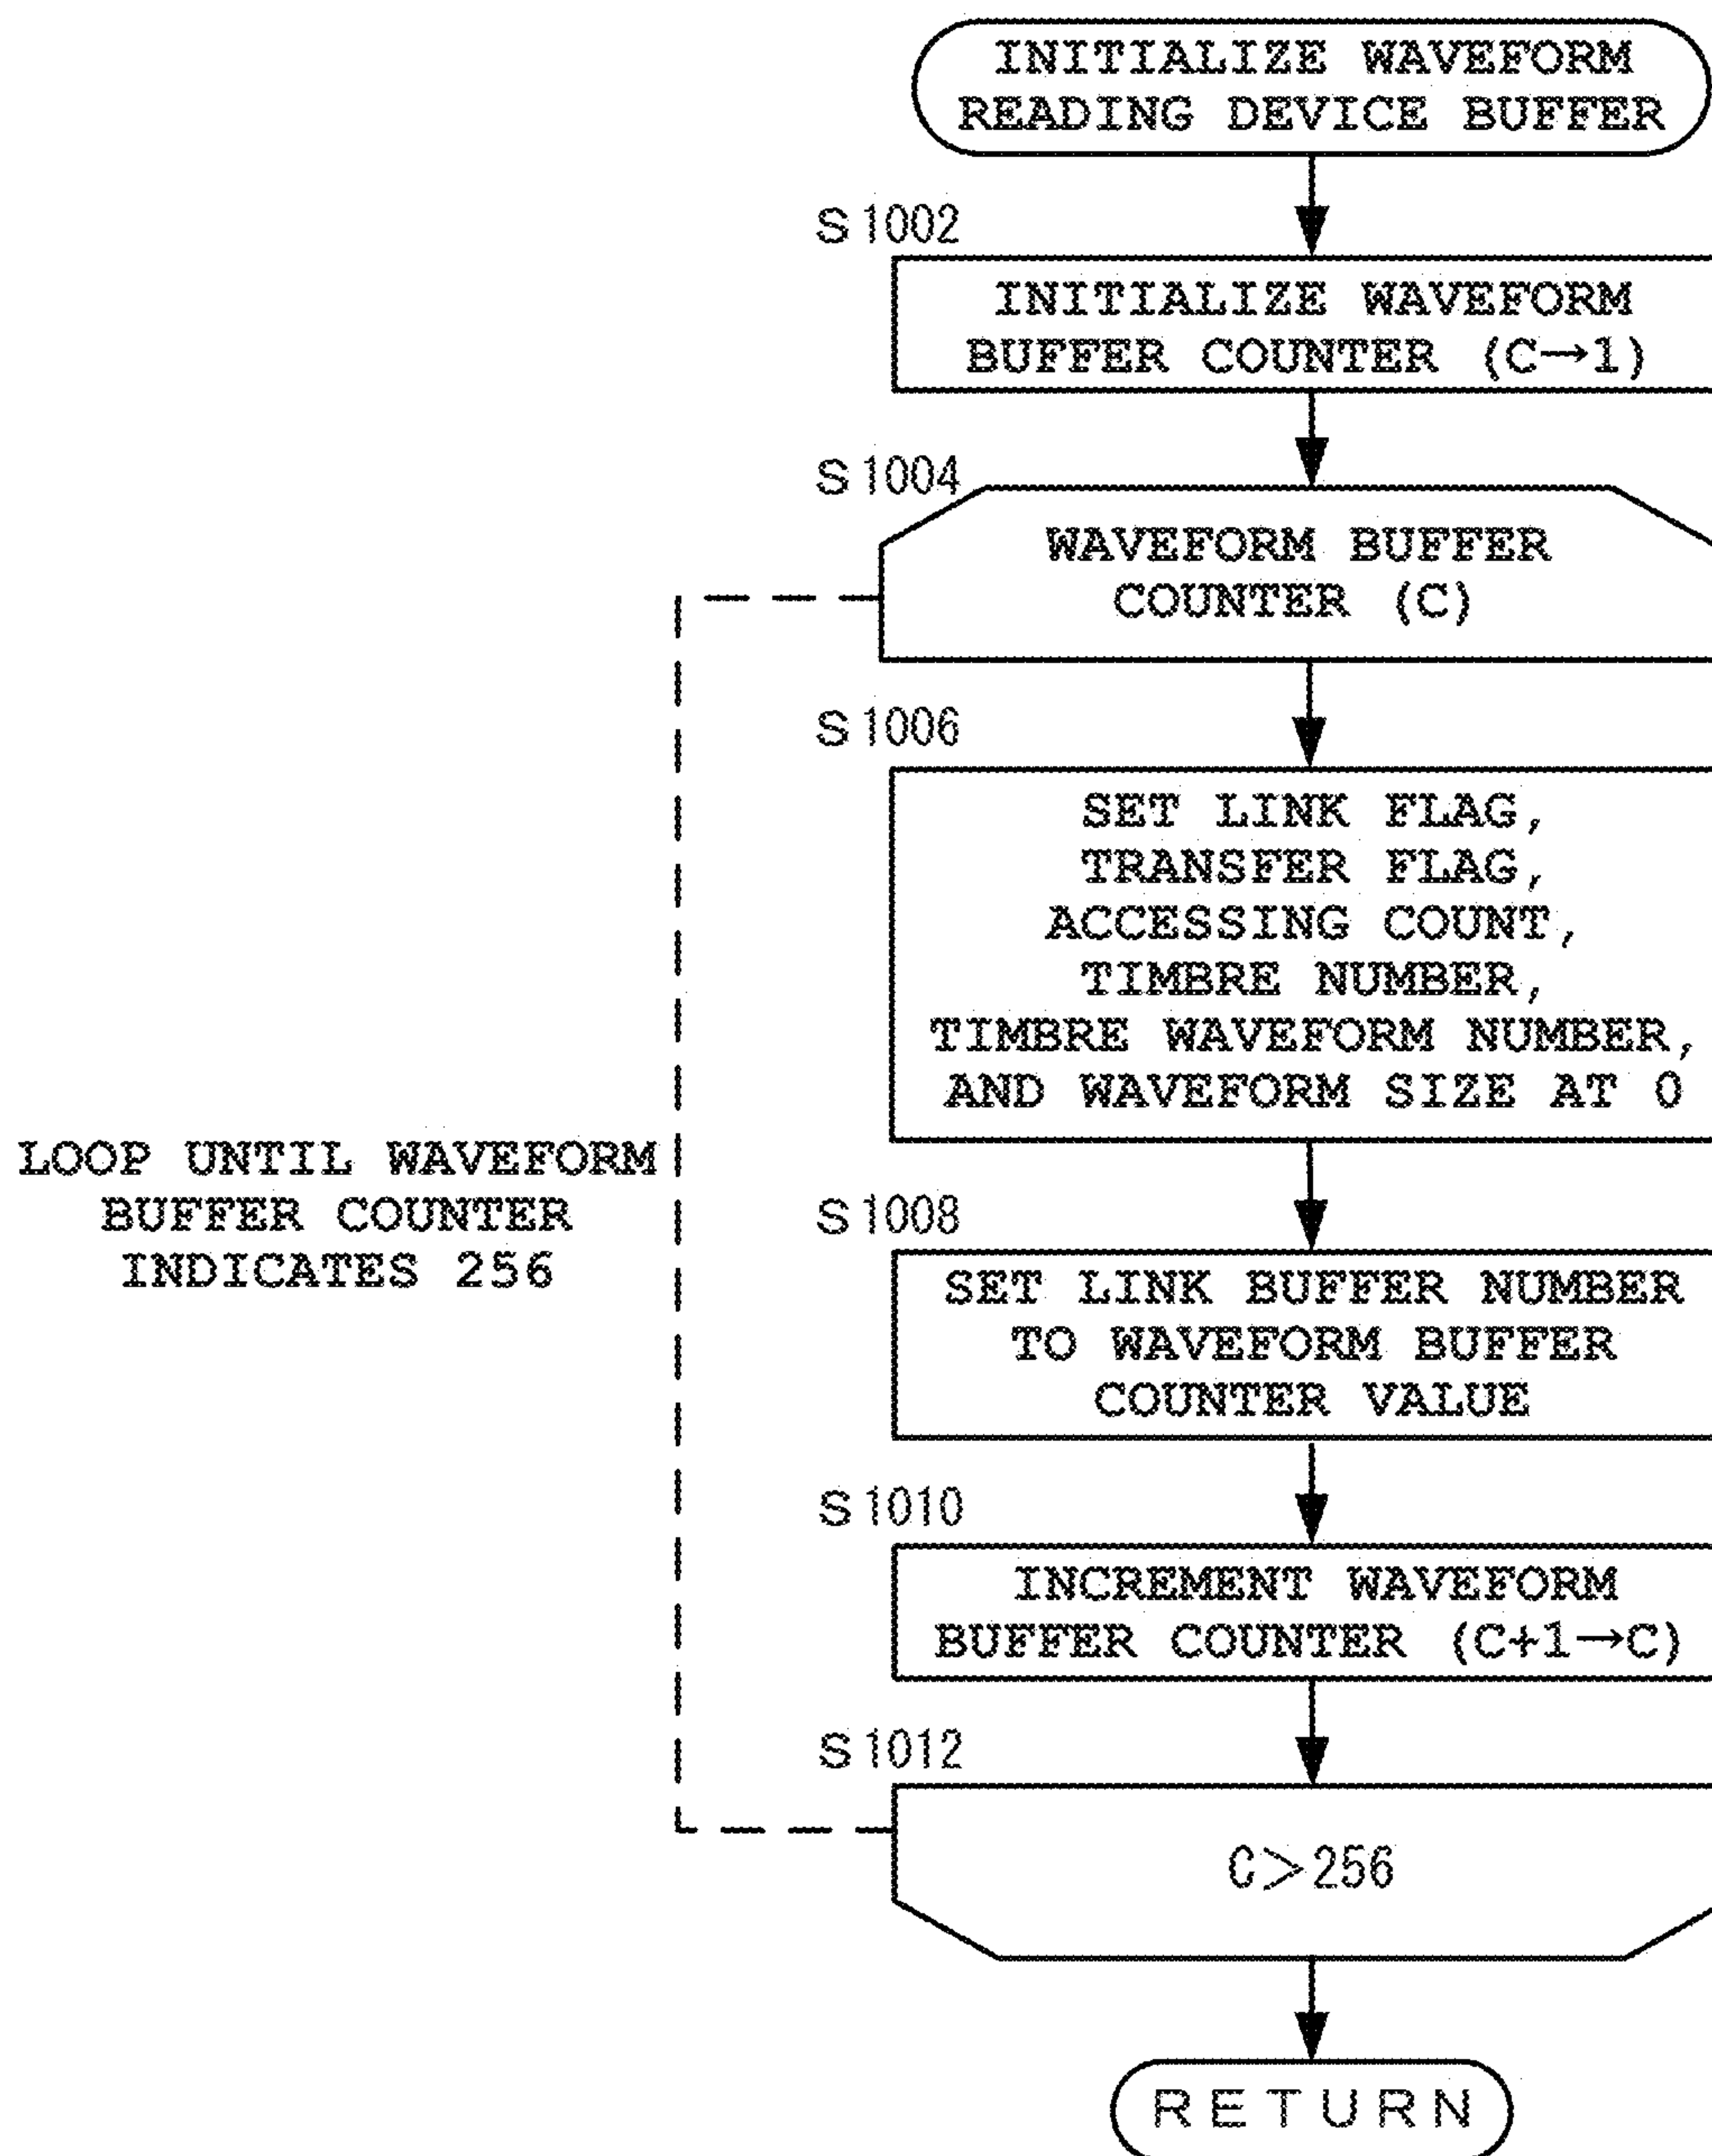 INITIALIZE WAVEFORM
READING DEVICE BUFFER
S1002
INITIALIZE WAVEFORM
BUFFER COUNTER (C→1)
S1004
WAVEFORM BUFFER
COUNTER (C)
S1006
SET LINK FLAG,
TRANSFER FLAG,
ACCESSING COUNT,
TIMBRE NUMBER,
TIMBRE WAVEFORM NUMBER,
AND WAVEFORM SIZE AT 0
LOOP UNTIL WAVEFORM
BUFFER COUNTER
INDICATES 256
S1008
SET LINK BUFFER NUMBER
TO WAVEFORM BUFFER
COUNTER VALUE
S1010
INCREMENT WAVEFORM
BUFFER COUNTER (C+1→C)
S1012
C>256
RETURN